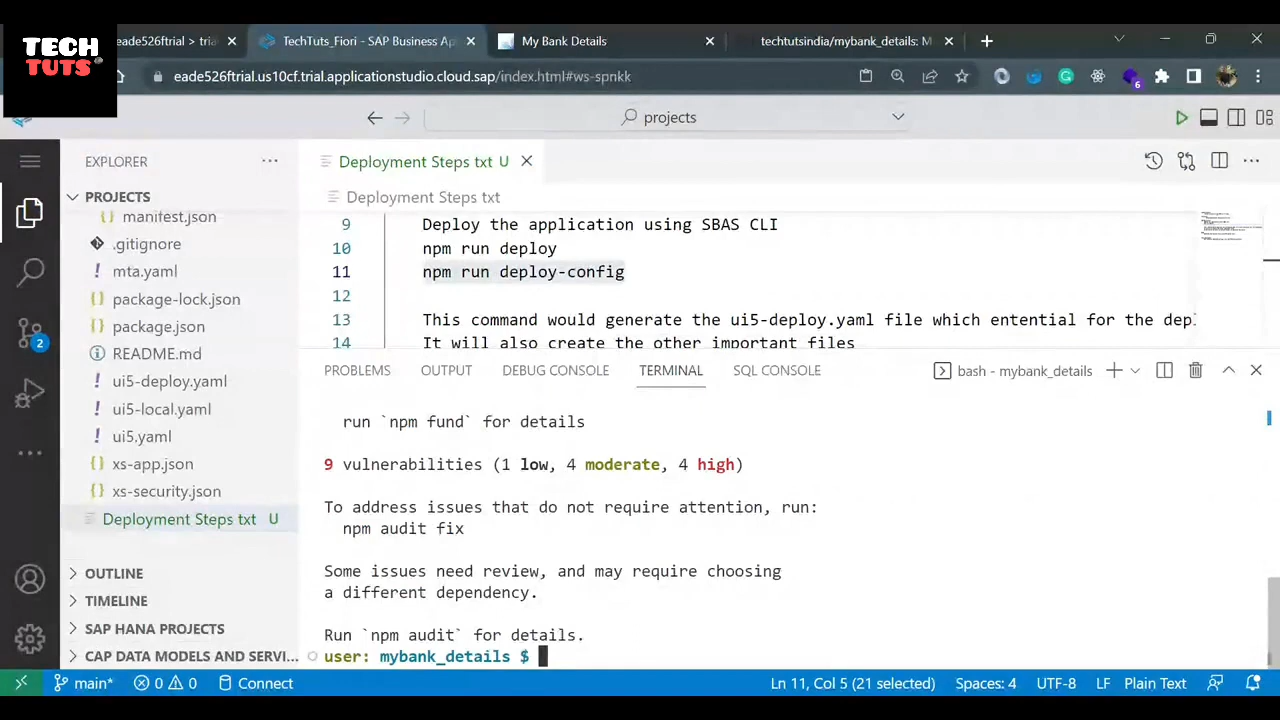 TECH
TUTS
eade526ftrial > tria
TechTuts_Fiori - SAP Business Ap
My Bank Details
techtutsindia/mybank_details: M
eade526ftrial.us10cf.trial.applicationstudio.cloud.sap/index.html#ws-spnkk
6
projects
EXPLORER
Deployment Steps txt U
PROJECTS
Deployment Steps txt
manifest.json
.gitignore
mta.yaml
package-lock.json
package.json
README.md
ui5-deploy.yaml
ui5-local.yaml
ui5.yaml
xs-app.json
xs-security.json
Deployment Steps txt U
2
OUTLINE
TIMELINE
SAP HANA PROJECTS
CAP DATA MODELS AND SERVI...
9 Deploy the application using SBAS CLI
10 npm run deploy
11 npm run deploy-config
12
13 This command would generate the ui5-deploy.yaml file which entential for the depl
14 It will also create the other important files
PROBLEMS OUTPUT DEBUG CONSOLE TERMINAL SQL CONSOLE bash - mybank_details
run `npm fund` for details
9 vulnerabilities (1 low, 4 moderate, 4 high)
To address issues that do not require attention, run:
npm audit fix
Some issues need review, and may require choosing
a different dependency.
Run `npm audit` for details.
user: mybank_details $
main* 0 0 Connect Ln 11, Col 5 (21 selected) Spaces: 4 UTF-8 LF Plain Text